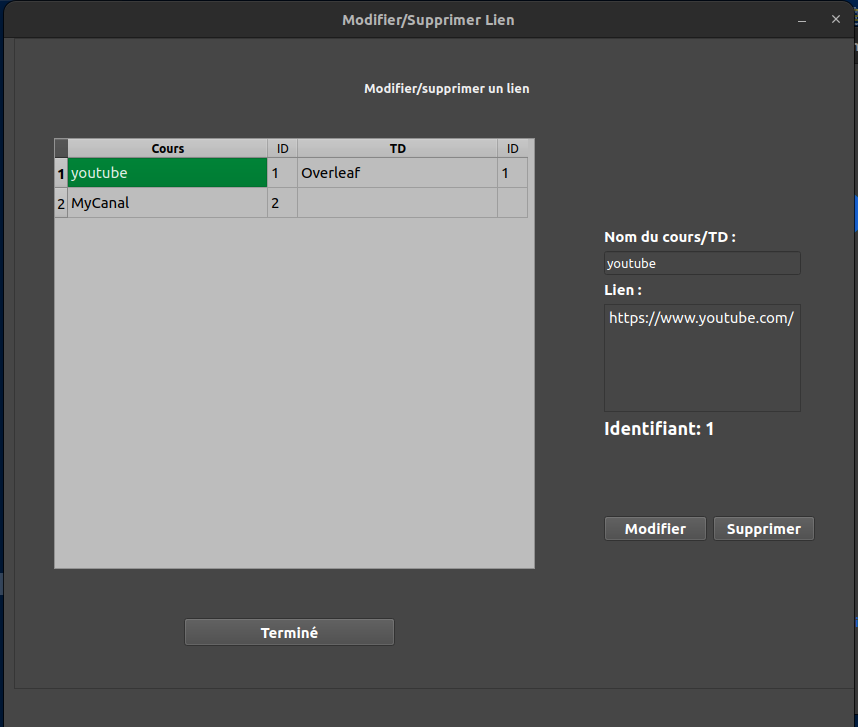 Modifier/Supprimer Lien
Modifier/supprimer un lien
Cours ID TD ID
1 youtube 1 Overleaf 1
2 MyCanal 2
Nom du cours/TD :
youtube
Lien :
https://www.youtube.com/
Identifiant: 1
Modifier Supprimer
Terminé